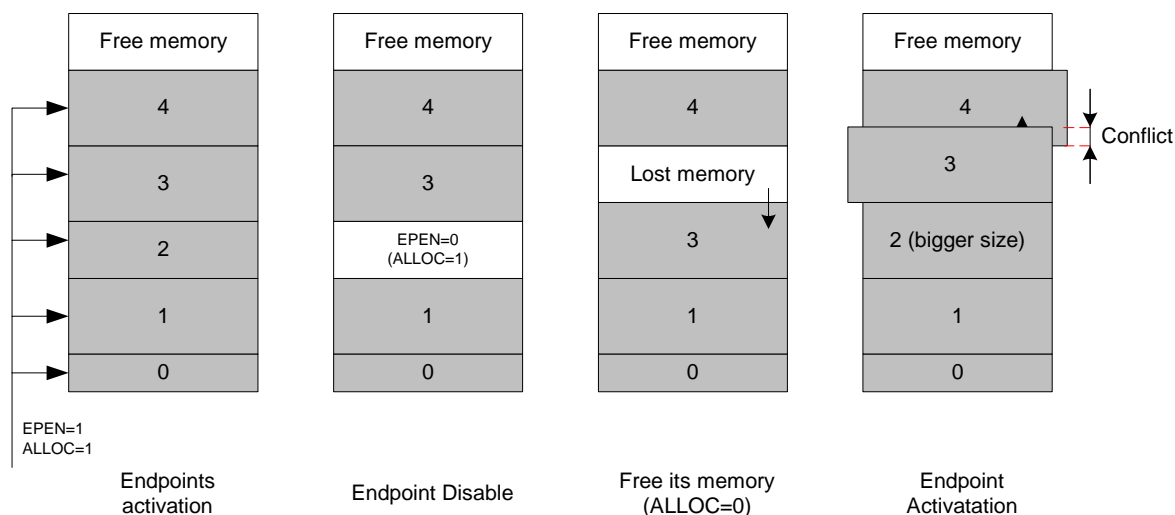 Free memory
4
3
2
1
0
EPEN=1
ALLOC=1
Endpoints
activation
Free memory
4
3
EPEN=0
(ALLOC=1)
1
0
Endpoint Disable
Free memory
4
Lost memory
3
1
0
Free its memory
(ALLOC=0)
Free memory
4
3
2 (bigger size)
1
0
Conflict
Endpoint
Activatation